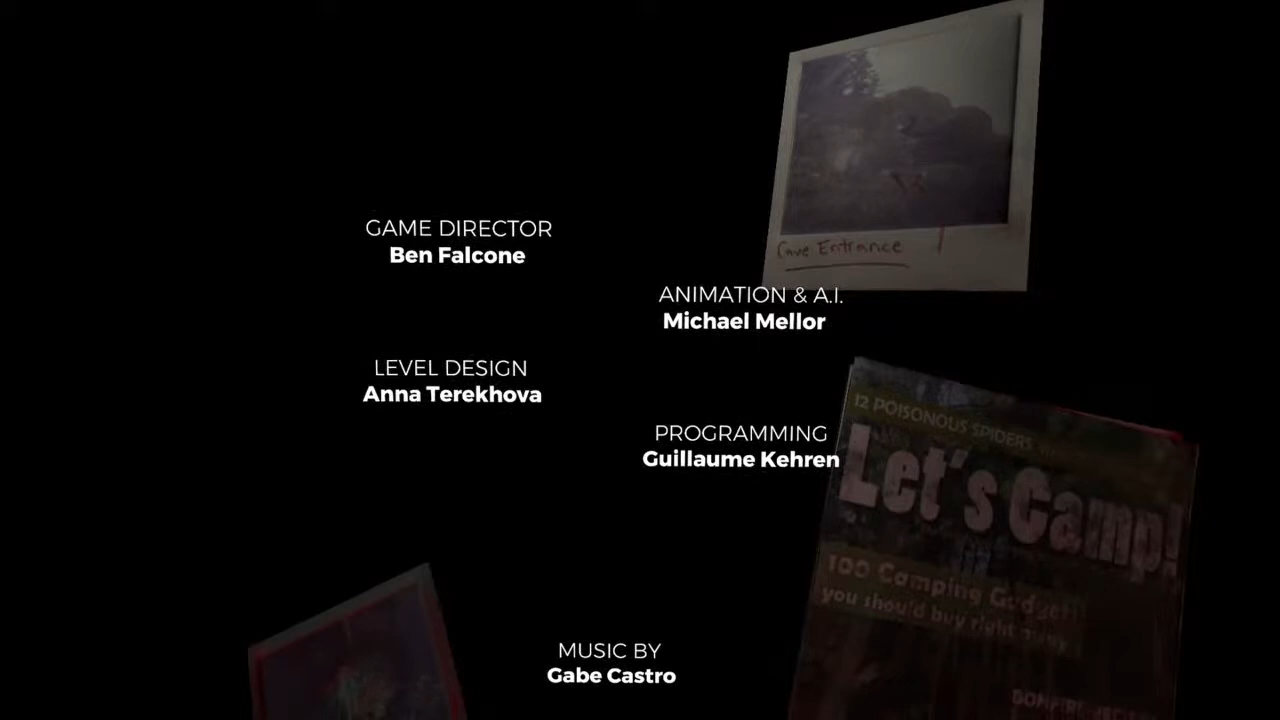 GAME DIRECTOR
Ben Falcone
Cave Entrance
ANIMATION & A.I.
Michael Mellor
LEVEL DESIGN
Anna Terekhova
PROGRAMMING
Guillaume Kehren
12 POISONOUS SPIDERS
Let's Camp!
100 Camping Gadgets
you should buy right away
MUSIC BY
Gabe Castro